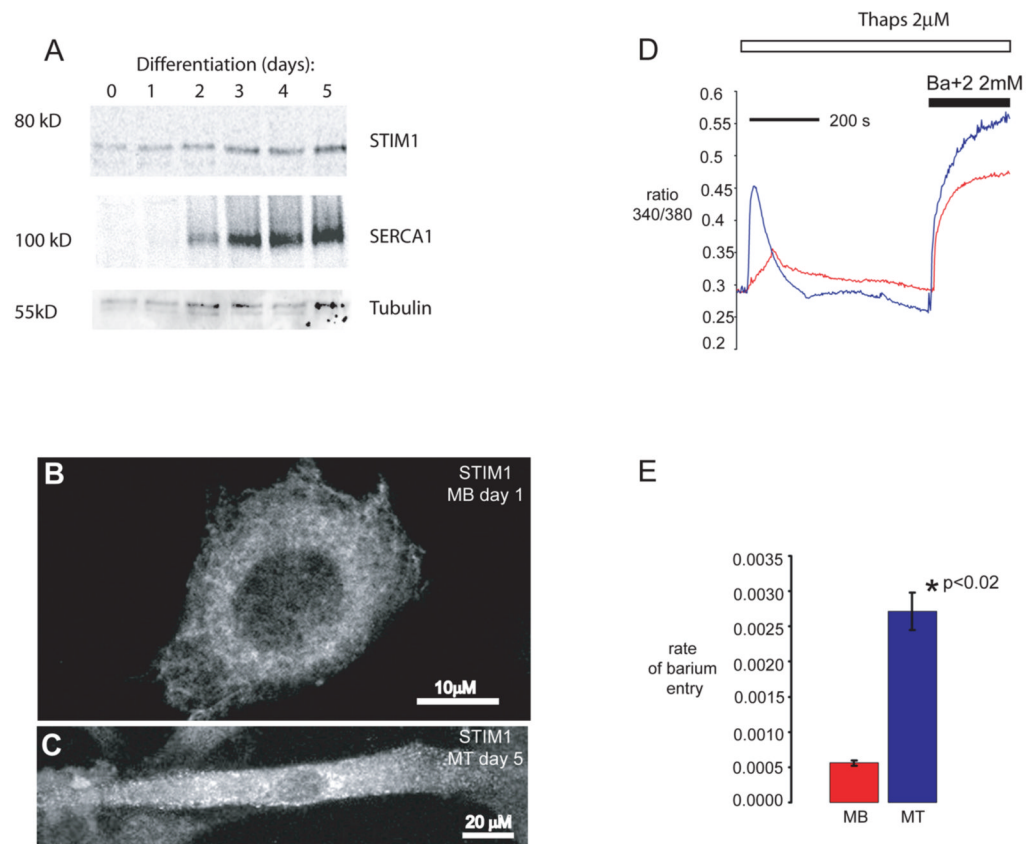 A
Differentiation (days):
0 1 2 3 4 5
80 kD
STIM1
100 kD
SERCA1
55kD
Tubulin
B
STIM1
MB day 1
10µM
C
STIM1
MT day 5
20 µM
D
Thaps 2µM
Ba+2 2mM
200 s
ratio
340/380
0.6
0.55
0.5
0.45
0.4
0.35
0.3
0.25
0.2
E
rate
of barium
entry
0.0035
0.0030
0.0025
0.0020
0.0015
0.0010
0.0005
0.0000
* p<0.02
MB MT